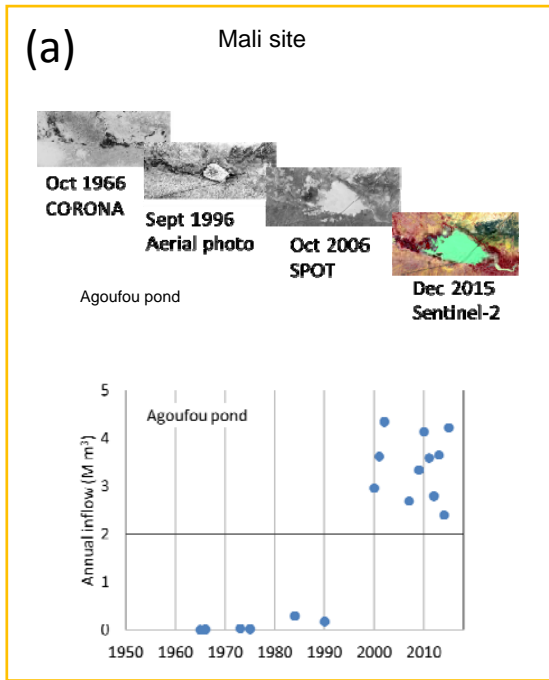 (a)
Mali site
Oct 1966
CORONA
Sept 1996
Aerial photo
Oct 2006
SPOT
Dec 2015
Sentinel-2
Agoufou pond
Agoufou pond
Annual inflow (M m³)
5
4
3
2
1
0
1950 1960 1970 1980 1990 2000 2010